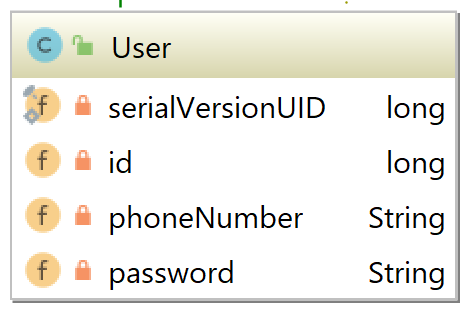 C User
f serialVersionUID long
f id long
f phoneNumber String
f password String